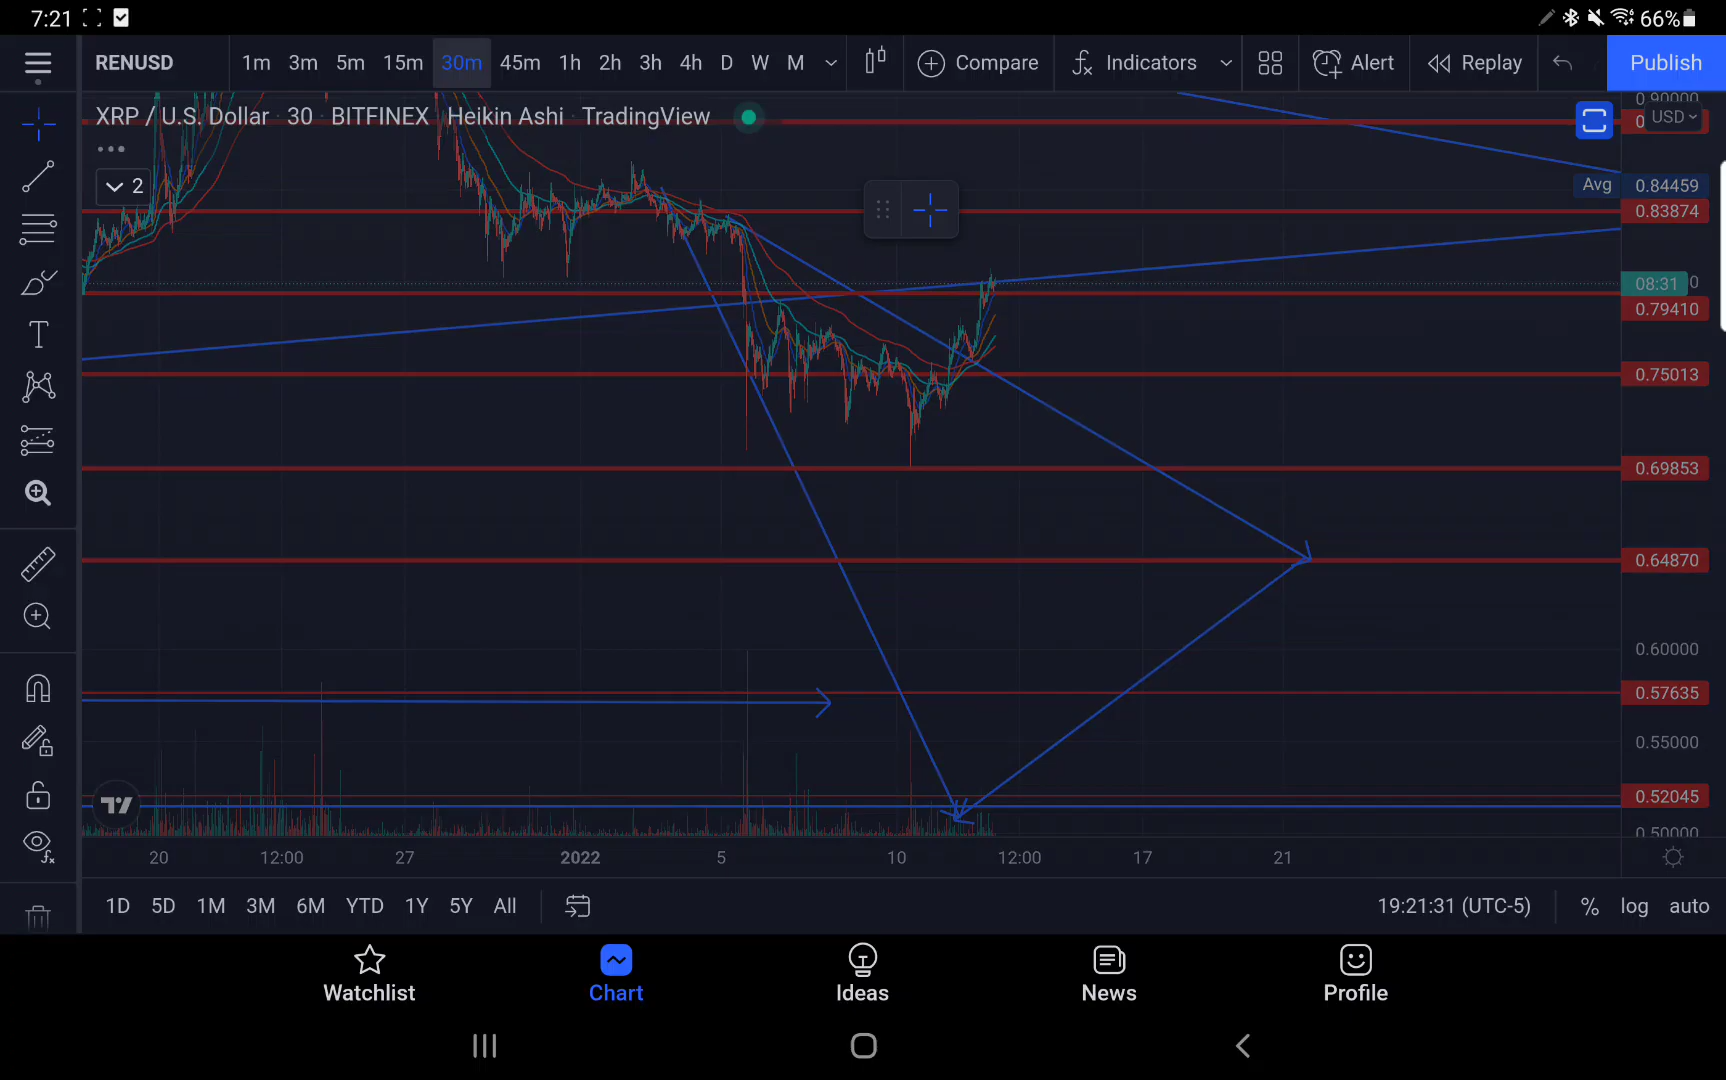 7:21 66%
RENUSD 1m 3m 5m 15m 30m 45m 1h 2h 3h 4h D W M Compare Indicators Alert Replay Publish
XRP / U.S. Dollar · 30 · BITFINEX · Heikin Ashi · TradingView
0.90000
USD
2
Avg 0.84459
0.83874
08:31
0.79410
0.75013
0.69853
0.64870
0.60000
0.57635
0.55000
0.52045
0.50000
20 12:00 27 2022 5 10 12:00 17 21
1D 5D 1M 3M 6M YTD 1Y 5Y All 19:21:31 (UTC-5) % log auto
Watchlist Chart Ideas News Profile